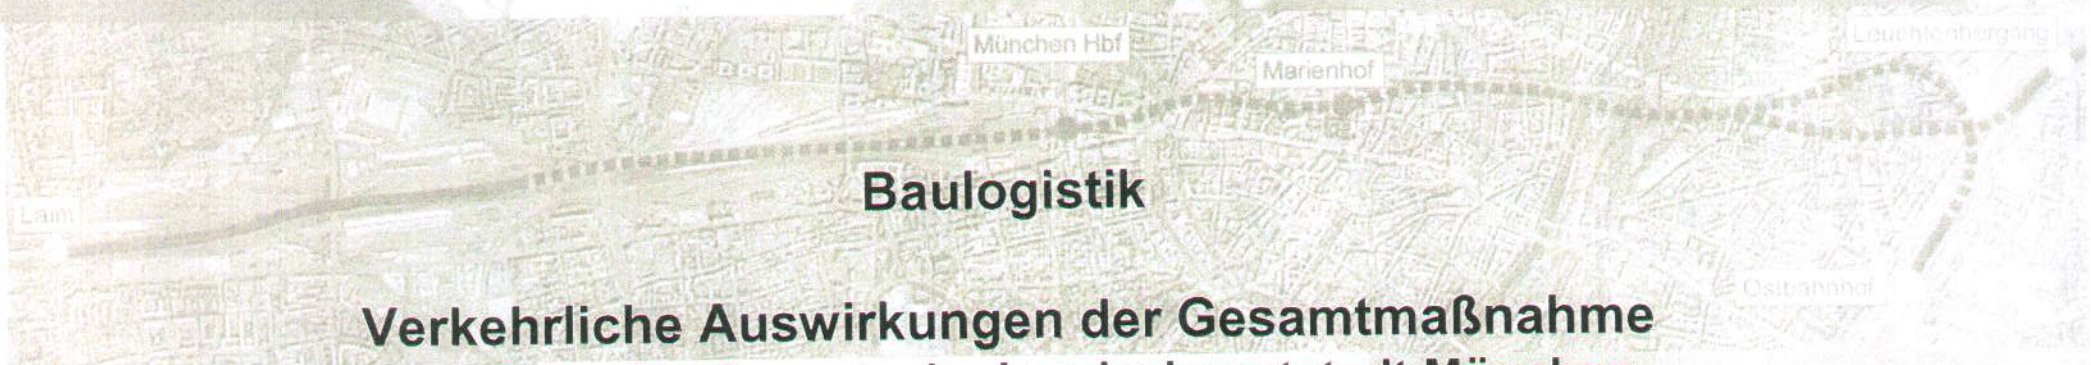 München Hbf
Leuchtenbergring
Marienhof
Laim
Baulogistik
Ostbahnhof
Verkehrliche Auswirkungen der Gesamtmaßnahme